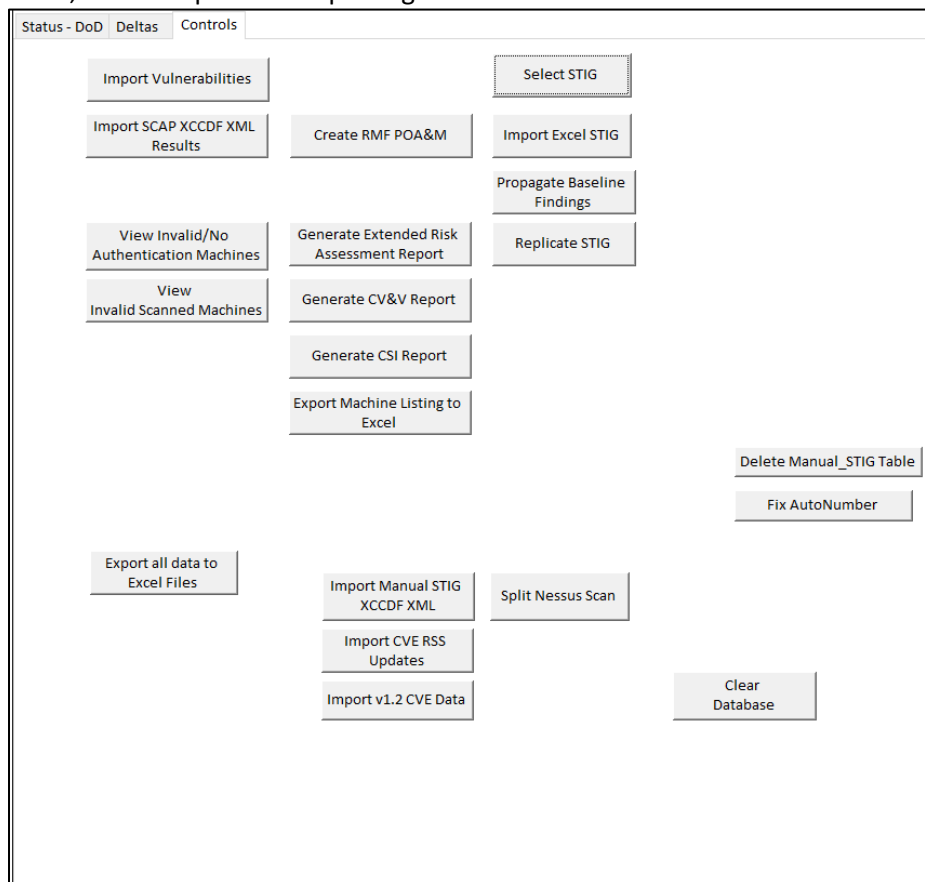 Status - DoD Deltas Controls
Import Vulnerabilities
Select STIG
Import SCAP XCCDF XML
Results
Create RMF POA&M
Import Excel STIG
Propagate Baseline
Findings
View Invalid/No
Authentication Machines
Generate Extended Risk
Assessment Report
Replicate STIG
View
Invalid Scanned Machines
Generate CV&V Report
Generate CSI Report
Export Machine Listing to
Excel
Delete Manual_STIG Table
Fix AutoNumber
Export all data to
Excel Files
Import Manual STIG
XCCDF XML
Split Nessus Scan
Import CVE RSS
Updates
Import v1.2 CVE Data
Clear
Database